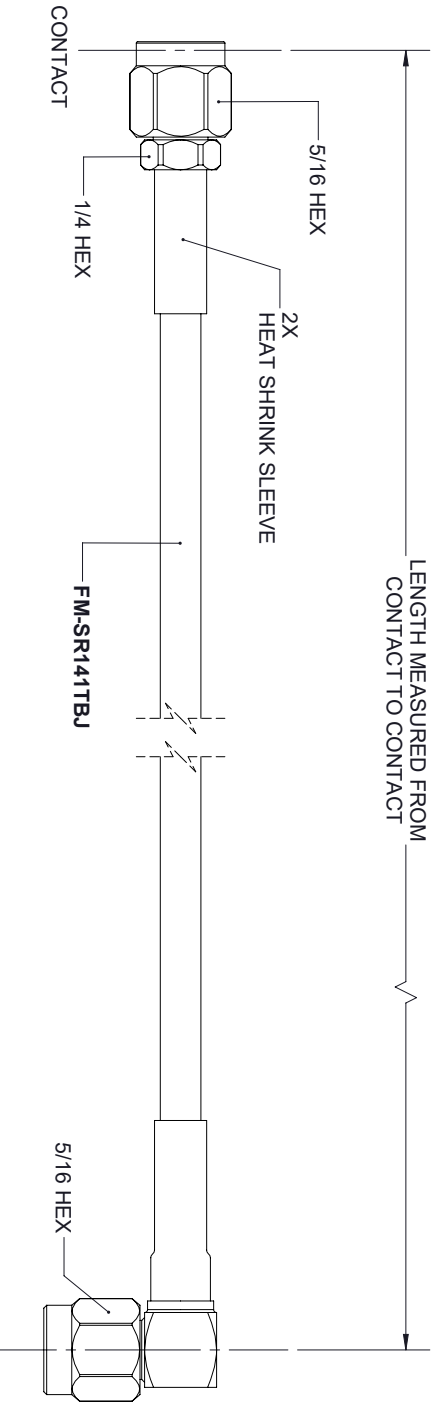 LENGTH MEASURED FROM
CONTACT TO CONTACT
CONTACT
5/16 HEX
1/4 HEX
2X
HEAT SHRINK SLEEVE
FM-SR141TBJ
5/16 HEX